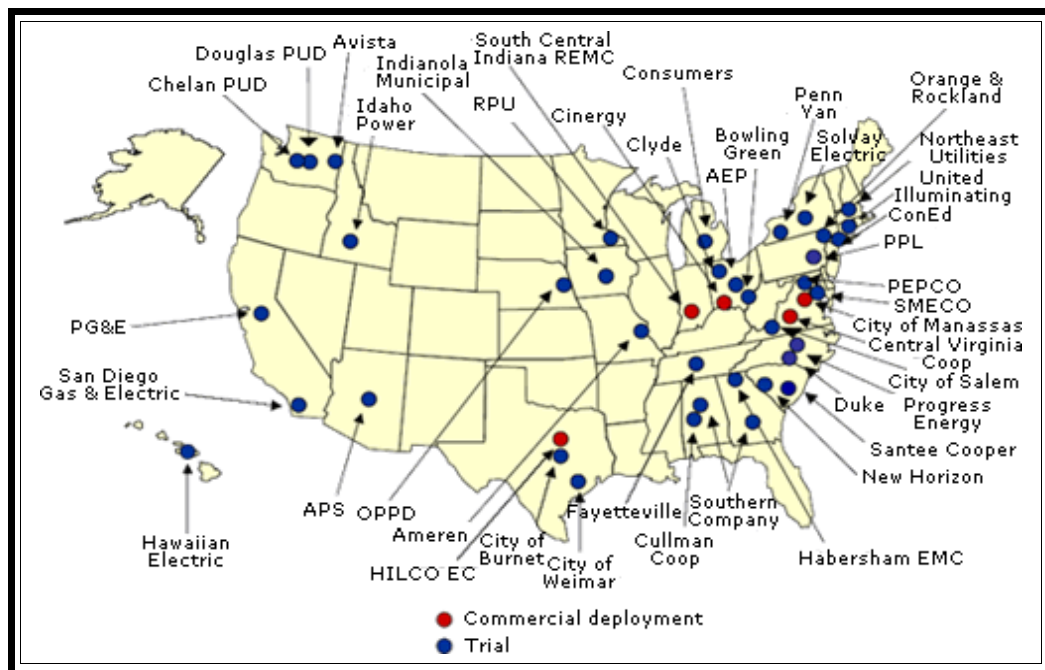 Douglas PUD
Avista
Chelan PUD
Idaho
Power
Indianola
Municipal
RPU
South Central
Indiana REMC
Cinergy
Consumers
Clyde
AEP
Bowling
Green
Penn
Yan
Solvay
Electric
Orange &
Rockland
Northeast
Utilities
United
Illuminating
ConEd
PPL
PEPCO
SMECO
City of Manassas
Central Virginia
Coop
City of Salem
Duke
Progress
Energy
Santee Cooper
New Horizon
Habersham EMC
Southern
Company
Fayetteville
Cullman
Coop
City of
Weimar
City of
Burnet
HILCO EC
Ameren
OPPD
APS
PG&E
San Diego
Gas & Electric
Hawaiian
Electric
Commercial deployment
Trial